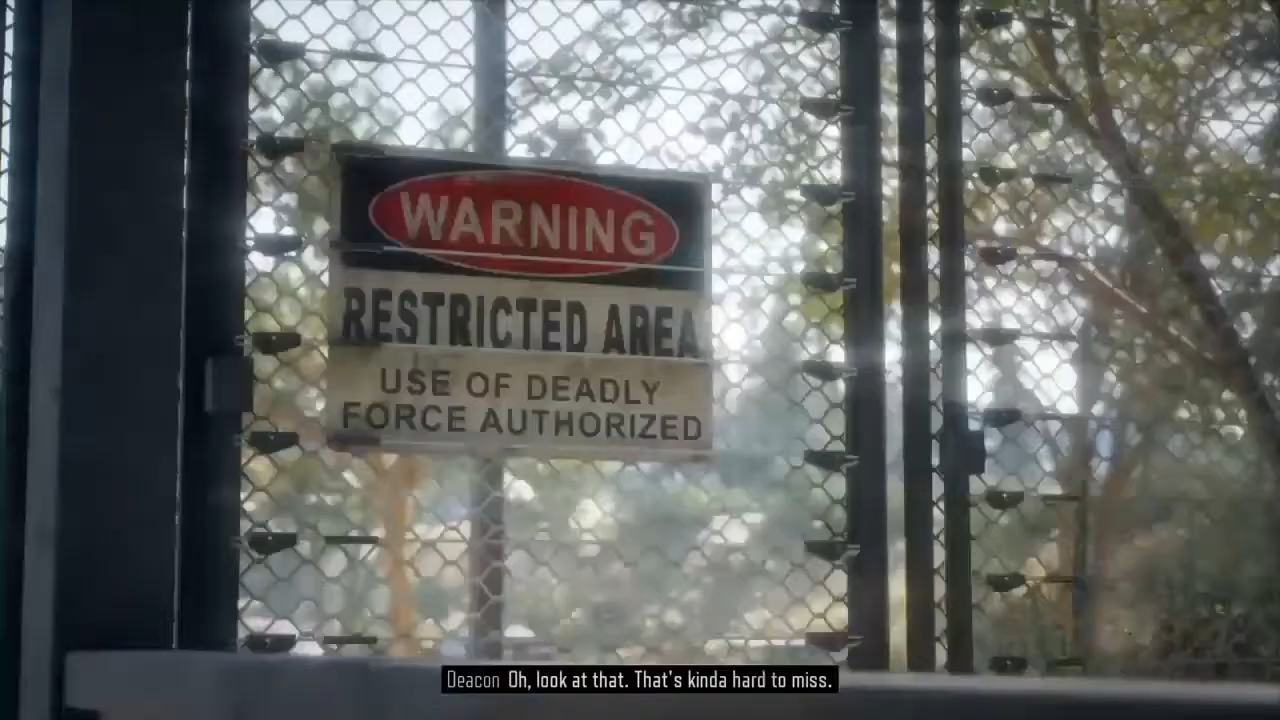 WARNING
RESTRICTED AREA
USE OF DEADLY
FORCE AUTHORIZED
Deacon Oh, look at that. That's kinda hard to miss.